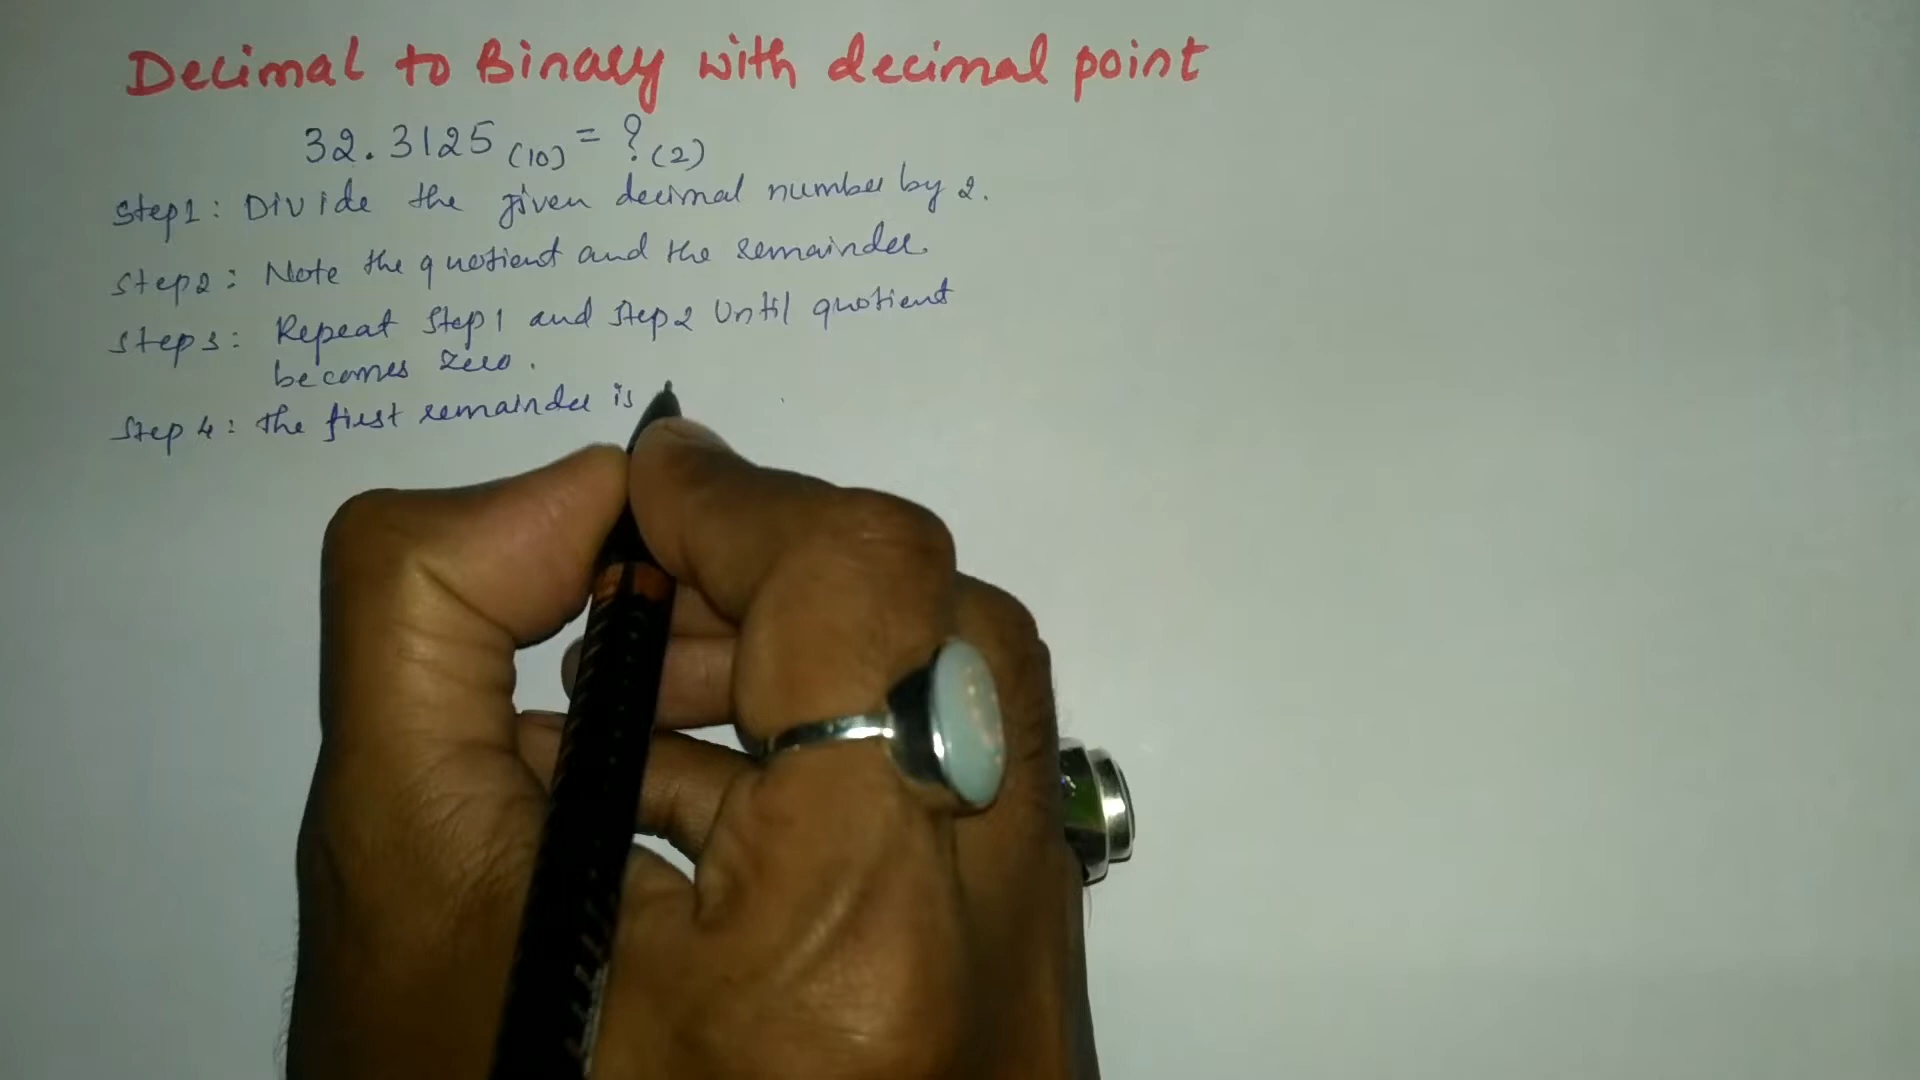 Decimal to Binary with decimal point
32.3125 (10) = ? (2)
Step1: Divide the given decimal number by 2.
Step2: Note the quotient and the remainder.
Step3: Repeat Step1 and Step2 Until quotient
becomes zero.
Step 4: the first remainder is